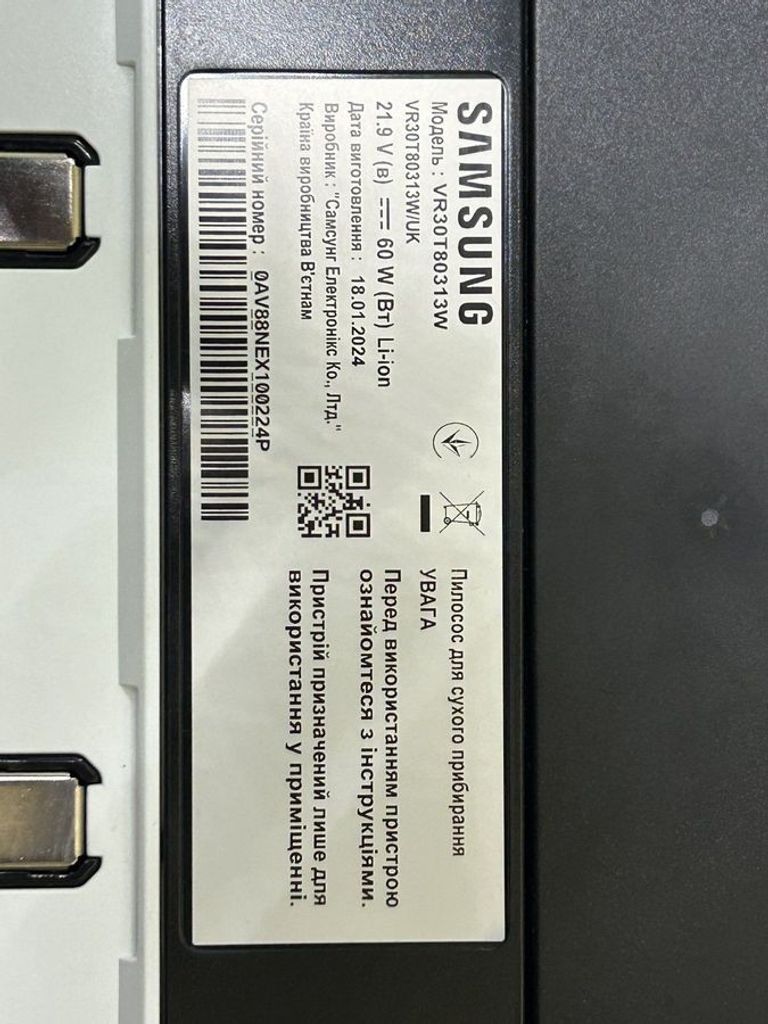 SAMSUNG
Модель : VR30T80313W
VR30T80313W/UK
21.9 V (в) ⎓ 60 W (Вт) Li-ion
Дата виготовлення : 18.01.2024
Виробник : "Самсунг Електронікс Ко., Лтд."
Країна виробництва В'єтнам
Серійний номер : 0AV88NEX100224P
Пилосос для сухого прибирання
УВАГА
Перед використанням пристрою
ознайомтеся з інструкціями.
Пристрій призначений лише для
використання у приміщенні.